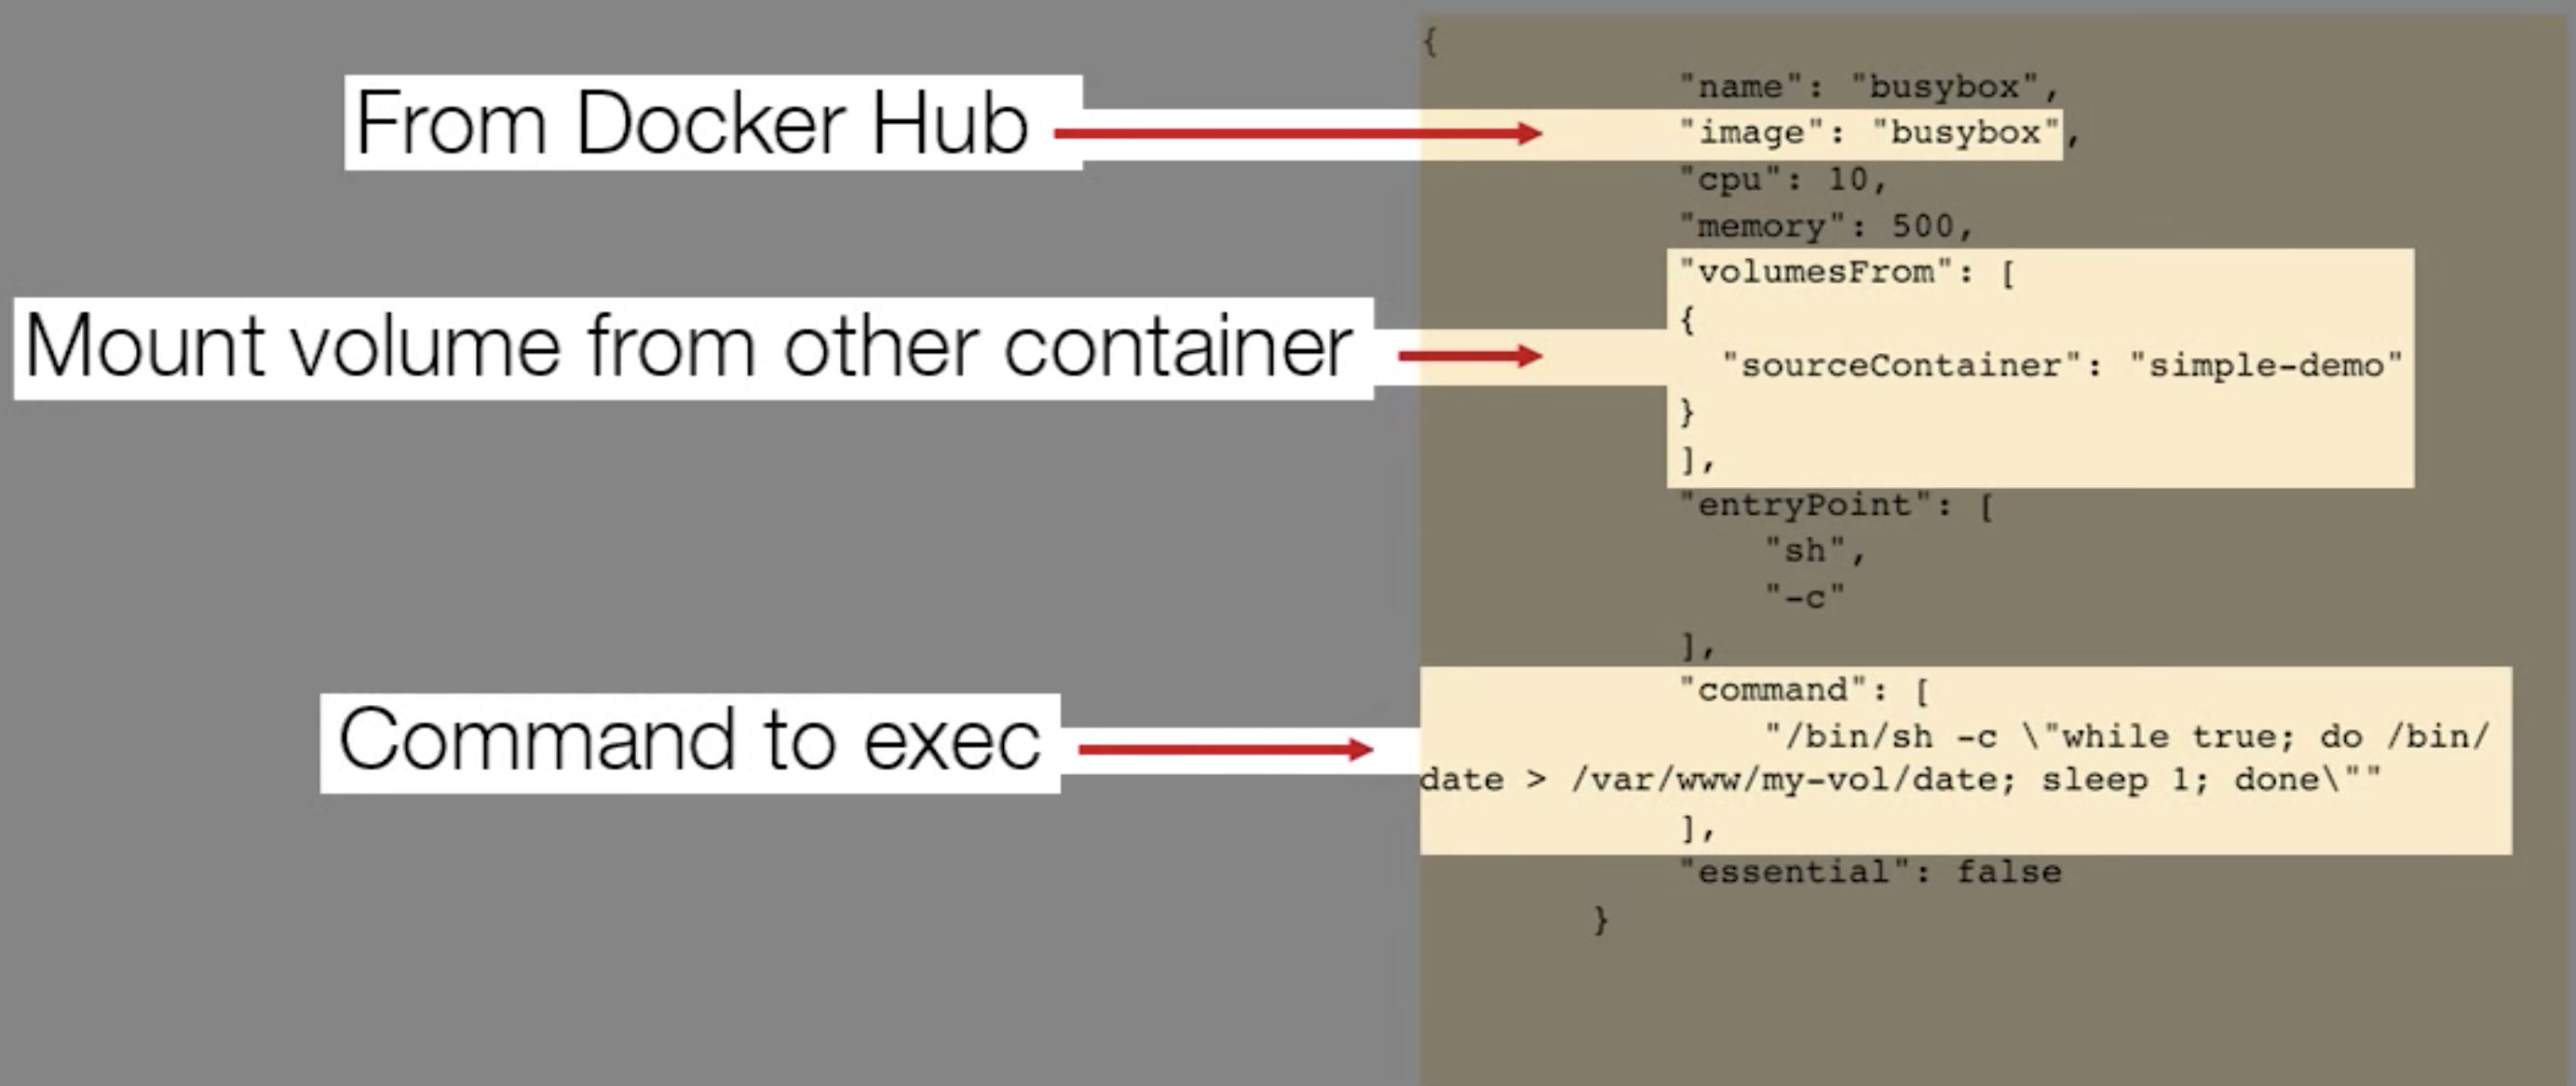 From Docker Hub
Mount volume from other container
Command to exec
{
"name": "busybox",
"image": "busybox",
"cpu": 10,
"memory": 500,
"volumesFrom": [
{
"sourceContainer": "simple-demo"
}
],
"entryPoint": [
"sh",
"-c"
],
"command": [
"/bin/sh -c \"while true; do /bin/
date > /var/www/my-vol/date; sleep 1; done\""
],
"essential": false
}